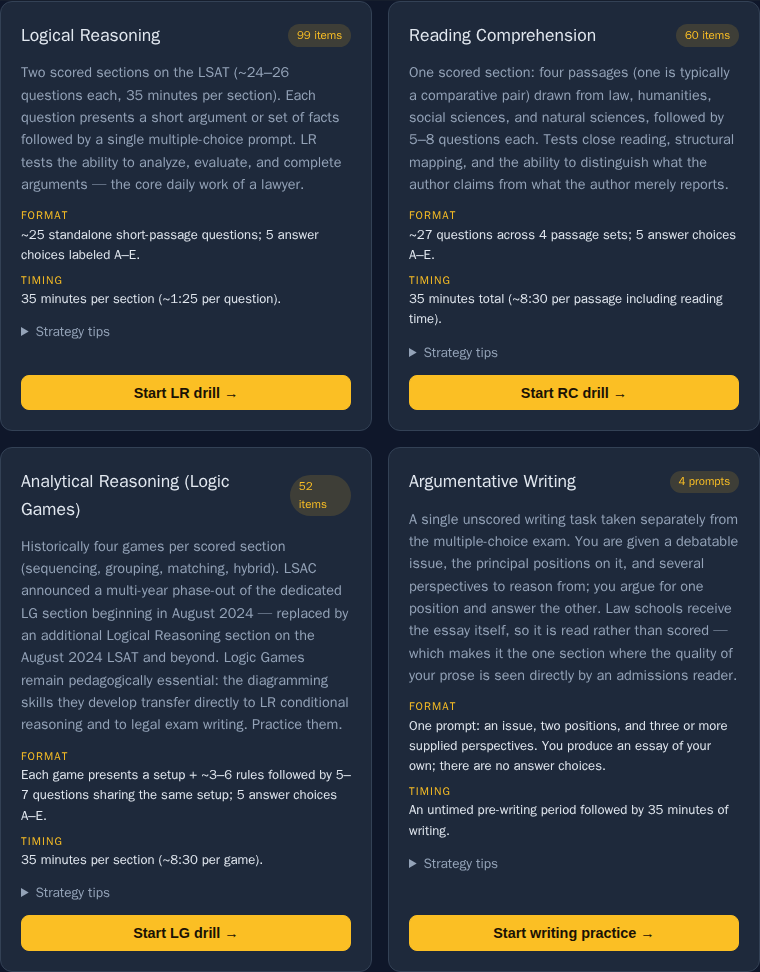 Logical Reasoning
99 items
Two scored sections on the LSAT (~24–26
questions each, 35 minutes per section). Each
question presents a short argument or set of facts
followed by a single multiple-choice prompt. LR
tests the ability to analyze, evaluate, and complete
arguments — the core daily work of a lawyer.
FORMAT
~25 standalone short-passage questions; 5 answer
choices labeled A–E.
TIMING
35 minutes per section (~1:25 per question).
▶ Strategy tips
Start LR drill →
Reading Comprehension
60 items
One scored section: four passages (one is typically
a comparative pair) drawn from law, humanities,
social sciences, and natural sciences, followed by
5–8 questions each. Tests close reading, structural
mapping, and the ability to distinguish what the
author claims from what the author merely reports.
FORMAT
~27 questions across 4 passage sets; 5 answer choices
A–E.
TIMING
35 minutes total (~8:30 per passage including reading
time).
▶ Strategy tips
Start RC drill →
Analytical Reasoning (Logic
Games)
52
items
Historically four games per scored section
(sequencing, grouping, matching, hybrid). LSAC
announced a multi-year phase-out of the dedicated
LG section beginning in August 2024 — replaced by
an additional Logical Reasoning section on the
August 2024 LSAT and beyond. Logic Games
remain pedagogically essential: the diagramming
skills they develop transfer directly to LR conditional
reasoning and to legal exam writing. Practice them.
FORMAT
Each game presents a setup + ~3–6 rules followed by 5–
7 questions sharing the same setup; 5 answer choices
A–E.
TIMING
35 minutes per section (~8:30 per game).
▶ Strategy tips
Start LG drill →
Argumentative Writing
4 prompts
A single unscored writing task taken separately from
the multiple-choice exam. You are given a debatable
issue, the principal positions on it, and several
perspectives to reason from; you argue for one
position and answer the other. Law schools receive
the essay itself, so it is read rather than scored —
which makes it the one section where the quality of
your prose is seen directly by an admissions reader.
FORMAT
One prompt: an issue, two positions, and three or more
supplied perspectives. You produce an essay of your
own; there are no answer choices.
TIMING
An untimed pre-writing period followed by 35 minutes of
writing.
▶ Strategy tips
Start writing practice →